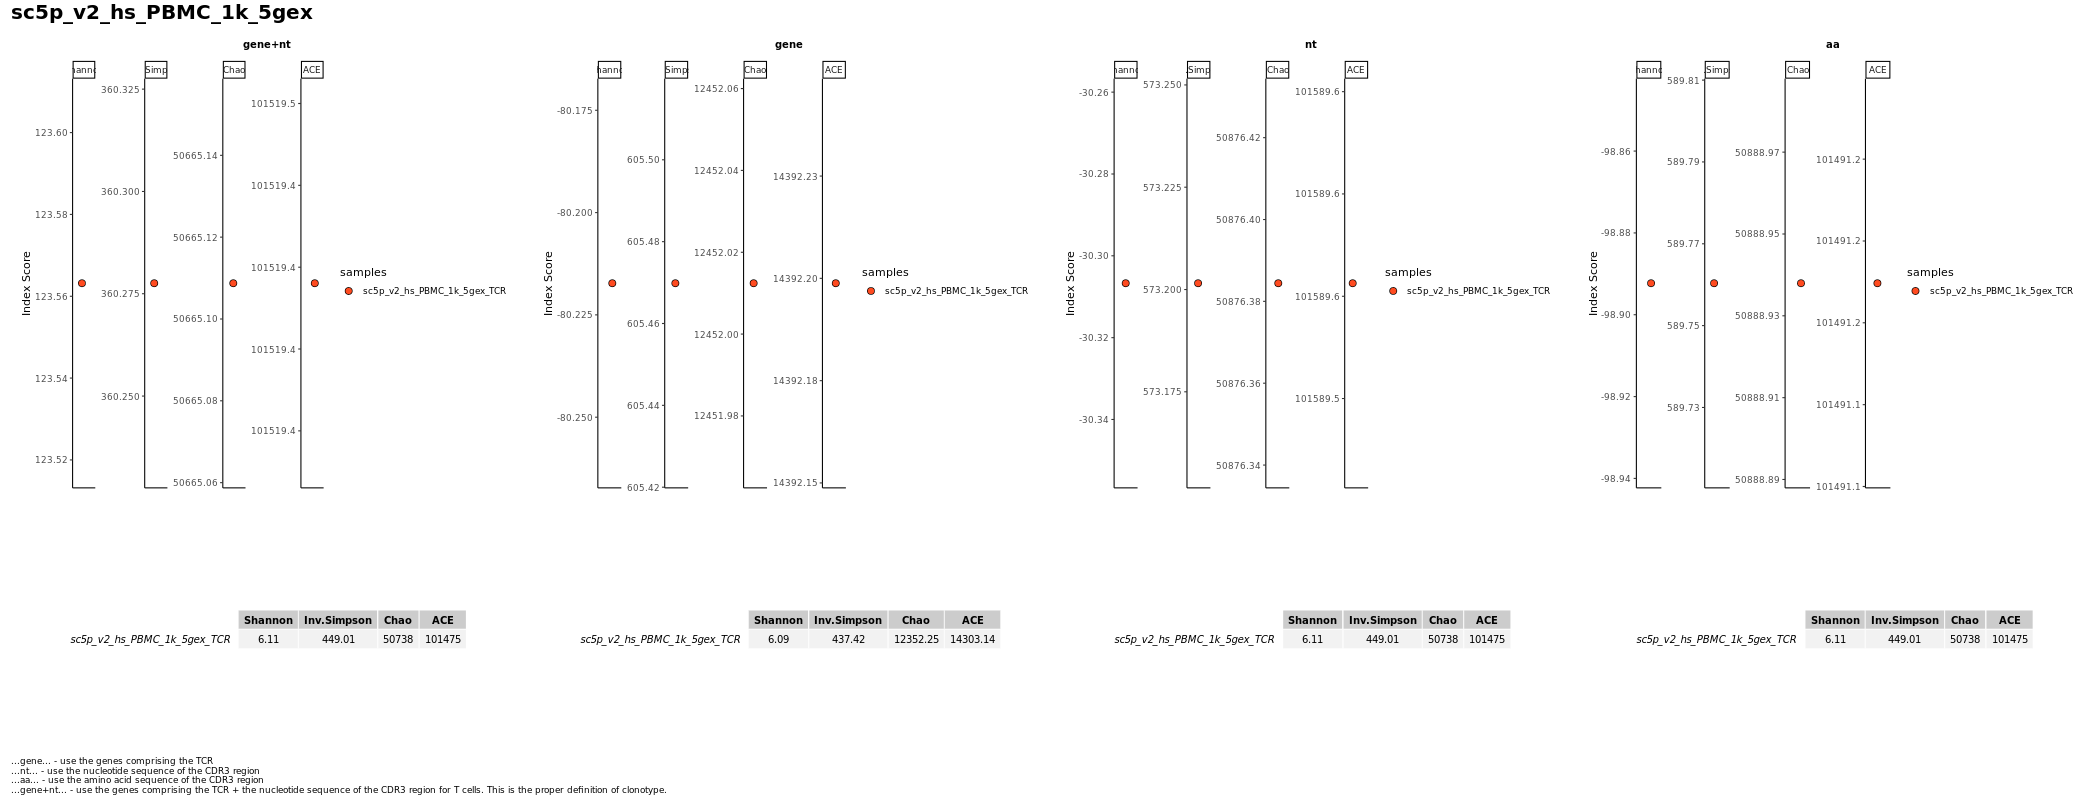 sc5p_v2_hs_PBMC_1k_5gex
gene+nt
Simp
Chao
ACE
Index Score
123.60
123.58
123.56
123.54
123.52
360.325
360.300
360.275
360.250
50665.14
50665.12
50665.10
50665.08
50665.06
101519.5
101519.4
101519.4
101519.4
101519.4
samples
sc5p_v2_hs_PBMC_1k_5gex_TCR
gene
Simp
Chao
ACE
Index Score
-80.175
-80.200
-80.225
-80.250
605.50
605.48
605.46
605.44
605.42
12452.06
12452.04
12452.02
12452.00
12451.98
14392.23
14392.20
14392.18
14392.15
samples
sc5p_v2_hs_PBMC_1k_5gex_TCR
nt
Simp
Chao
ACE
Index Score
-30.26
-30.28
-30.30
-30.32
-30.34
573.250
573.225
573.200
573.175
50876.42
50876.40
50876.38
50876.36
50876.34
101589.6
101589.6
101589.6
101589.5
samples
sc5p_v2_hs_PBMC_1k_5gex_TCR
aa
Simp
Chao
ACE
Index Score
-98.86
-98.88
-98.90
-98.92
-98.94
589.81
589.79
589.77
589.75
589.73
50888.97
50888.95
50888.93
50888.91
50888.89
101491.2
101491.2
101491.2
101491.1
101491.1
samples
sc5p_v2_hs_PBMC_1k_5gex_TCR
Shannon Inv.Simpson Chao ACE
sc5p_v2_hs_PBMC_1k_5gex_TCR 6.11 449.01 50738 101475
Shannon Inv.Simpson Chao ACE
sc5p_v2_hs_PBMC_1k_5gex_TCR 6.09 437.42 12352.25 14303.14
Shannon Inv.Simpson Chao ACE
sc5p_v2_hs_PBMC_1k_5gex_TCR 6.11 449.01 50738 101475
Shannon Inv.Simpson Chao ACE
sc5p_v2_hs_PBMC_1k_5gex_TCR 6.11 449.01 50738 101475
...gene... - use the genes comprising the TCR
...nt... - use the nucleotide sequence of the CDR3 region
...aa... - use the amino acid sequence of the CDR3 region
...gene+nt... - use the genes comprising the TCR + the nucleotide sequence of the CDR3 region for T cells. This is the proper definition of clonotype.